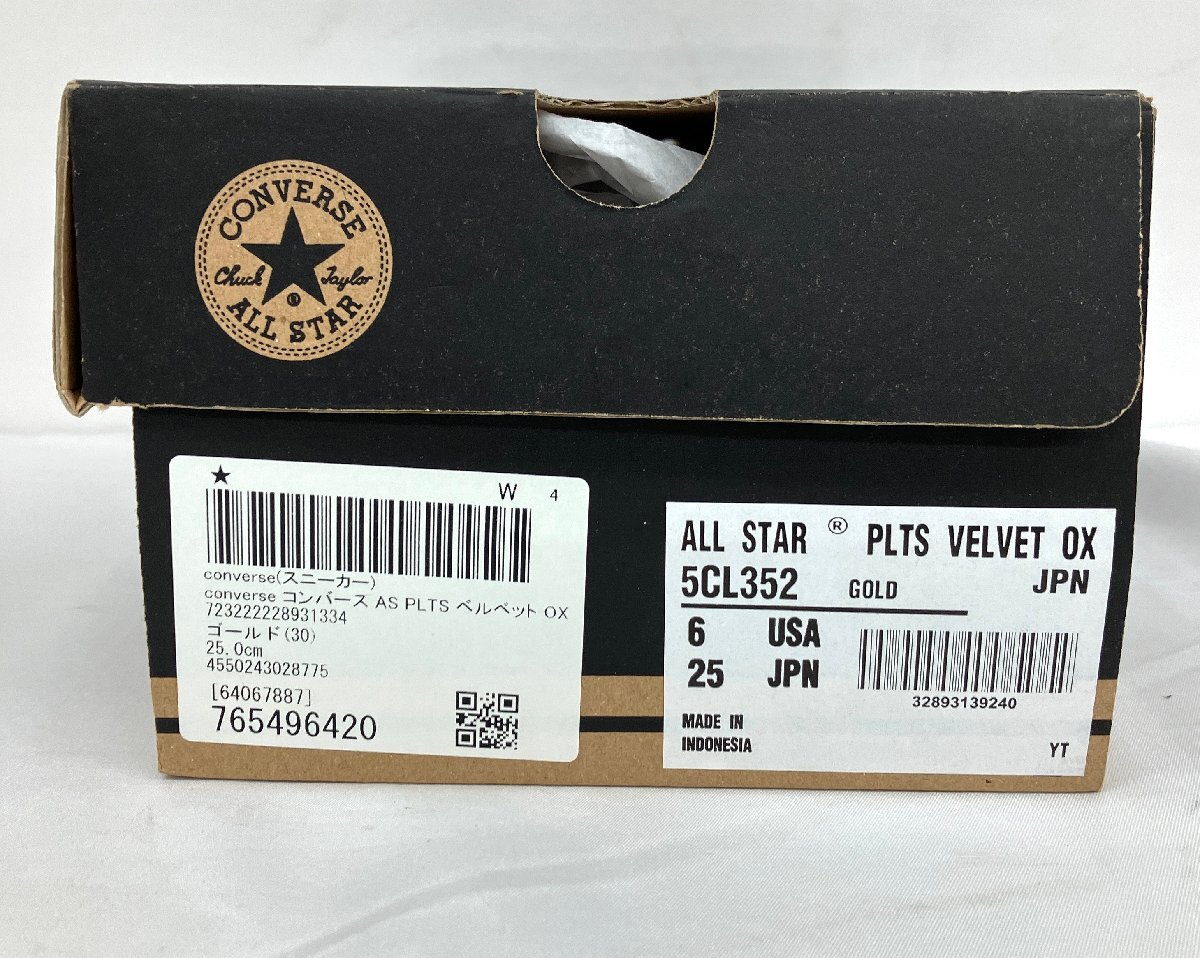 CONVERSE
Chuck Taylor
®
ALL STAR
★ W 4
converse(スニーカー)
converse コンバース AS PLTS ベルベット OX
723222228931334
ゴールド(30)
25.0cm
4550243028775
[64067887]
765496420
ALL STAR ® PLTS VELVET OX
5CL352 GOLD JPN
6 USA
25 JPN
32893139240
MADE IN
INDONESIA
YT